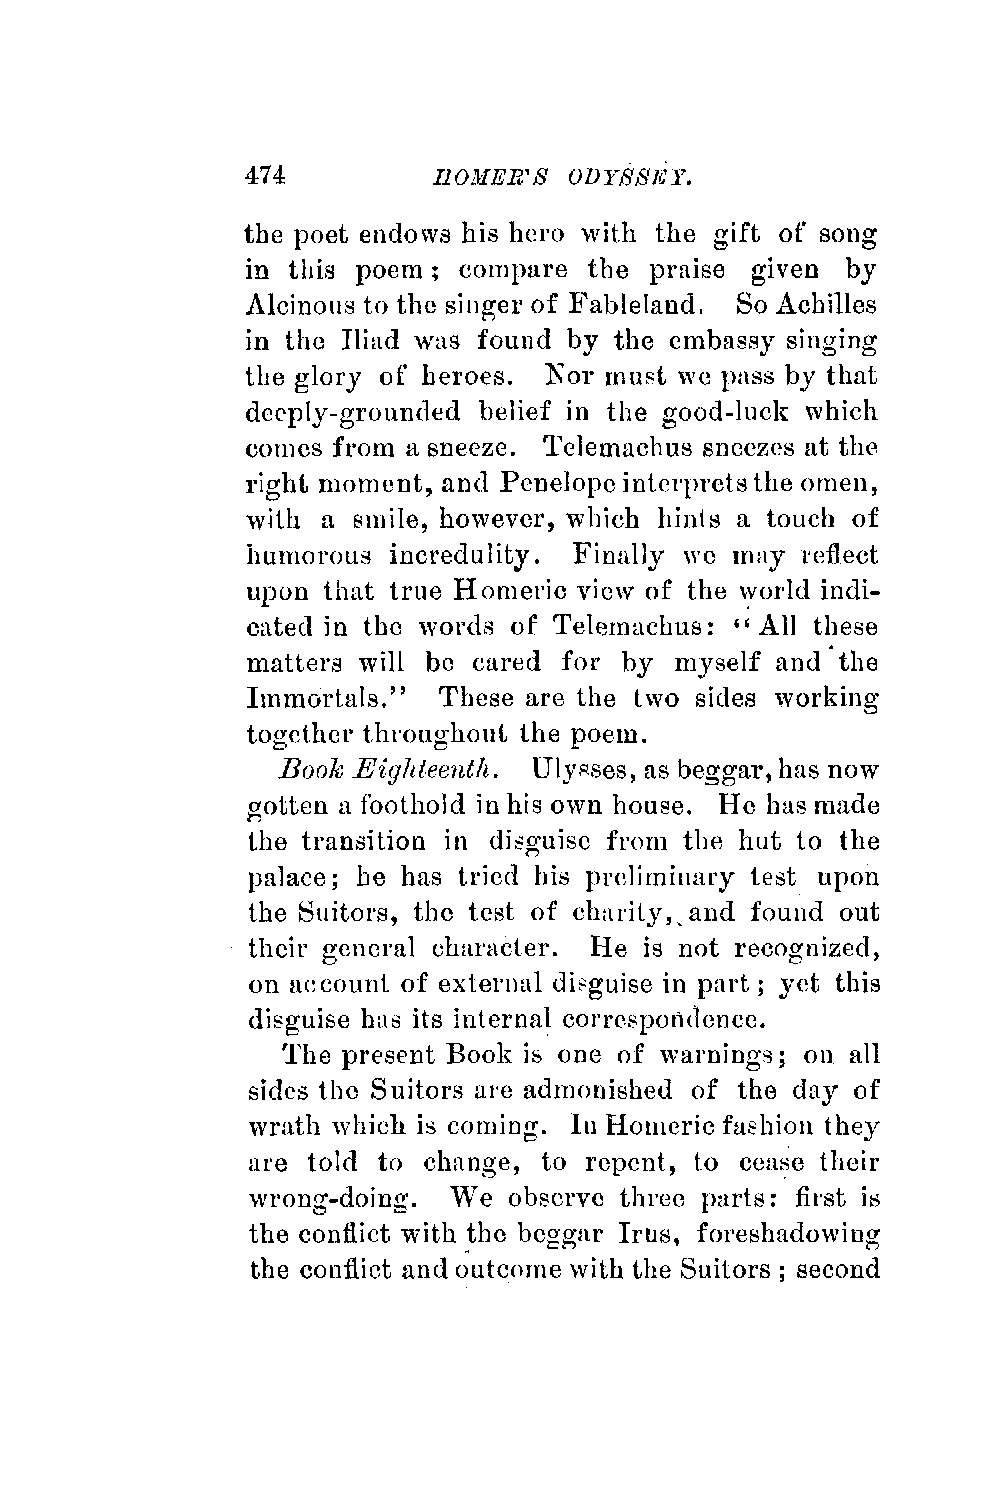 474 HOMER'S ODYSSEY.
the poet endows his hero with the gift of song
in this poem; compare the praise given by
Alcinous to the singer of Fableland. So Achilles
in the Iliad was found by the embassy singing
the glory of heroes. Nor must we pass by that
deeply-grounded belief in the good-luck which
comes from a sneeze. Telemachus sneezes at the
right moment, and Penelope interprets the omen,
with a smile, however, which hints a touch of
humorous incredulity. Finally we may reflect
upon that true Homeric view of the world indi-
cated in the words of Telemachus: "All these
matters will be cared for by myself and the
Immortals." These are the two sides working
together throughout the poem.
Book Eighteenth. Ulysses, as beggar, has now
gotten a foothold in his own house. He has made
the transition in disguise from the hut to the
palace; he has tried his preliminary test upon
the Suitors, the test of charity, and found out
their general character. He is not recognized,
on account of external disguise in part; yet this
disguise has its internal correspondence.
The present Book is one of warnings; on all
sides the Suitors are admonished of the day of
wrath which is coming. In Homeric fashion they
are told to change, to repent, to cease their
wrong-doing. We observe three parts: first is
the conflict with the beggar Irus, foreshadowing
the conflict and outcome with the Suitors; second